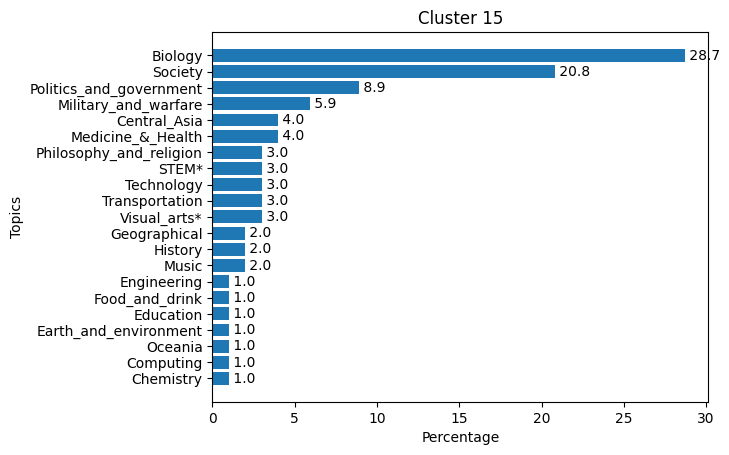 Cluster 15
Topics
Biology 28.7
Society 20.8
Politics_and_government 8.9
Military_and_warfare 5.9
Central_Asia 4.0
Medicine_&_Health 4.0
Philosophy_and_religion 3.0
STEM* 3.0
Technology 3.0
Transportation 3.0
Visual_arts* 3.0
Geographical 2.0
History 2.0
Music 2.0
Engineering 1.0
Food_and_drink 1.0
Education 1.0
Earth_and_environment 1.0
Oceania 1.0
Computing 1.0
Chemistry 1.0
0 5 10 15 20 25 30
Percentage